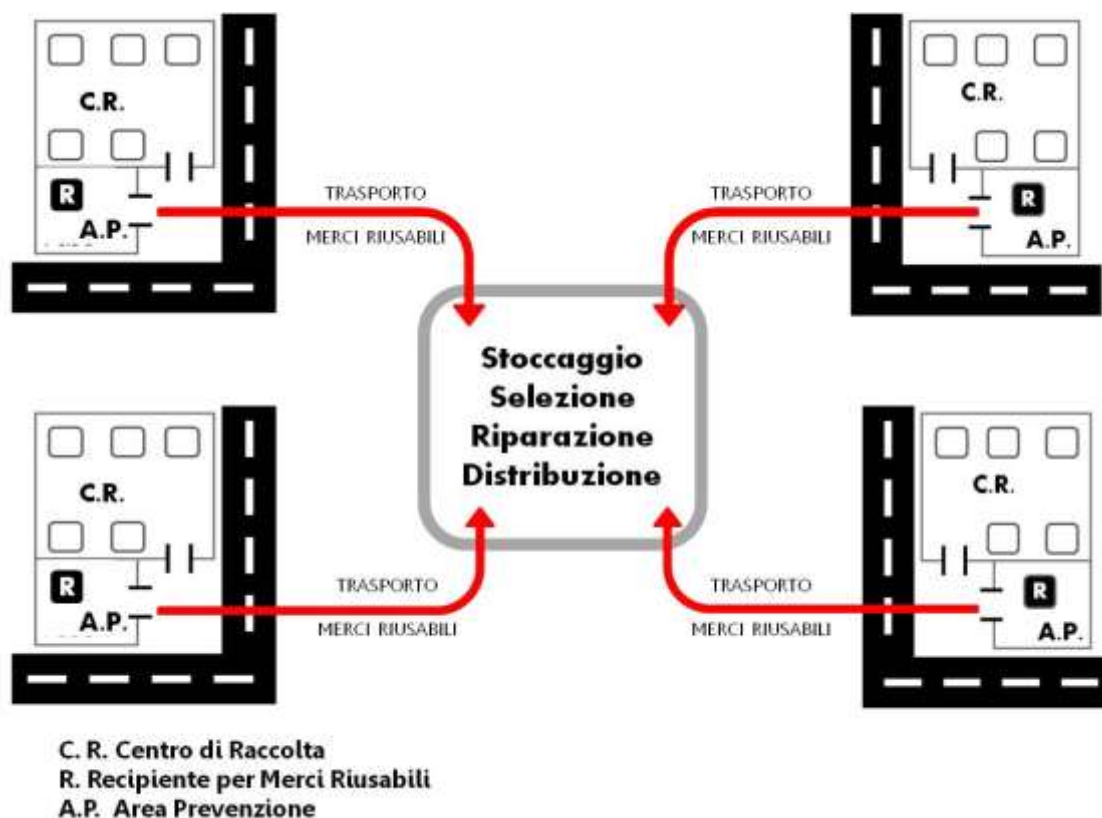 C.R.
R
A.P.
TRASPORTO
MERCI RIUSABILI
TRASPORTO
MERCI RIUSABILI
C.R.
R
A.P.
Stoccaggio
Selezione
Riparazione
Distribuzione
C.R.
R
A.P.
TRASPORTO
MERCI RIUSABILI
TRASPORTO
MERCI RIUSABILI
C.R.
R
A.P.
C. R. Centro di Raccolta
R. Recipiente per Merci Riusabili
A.P. Area Prevenzione